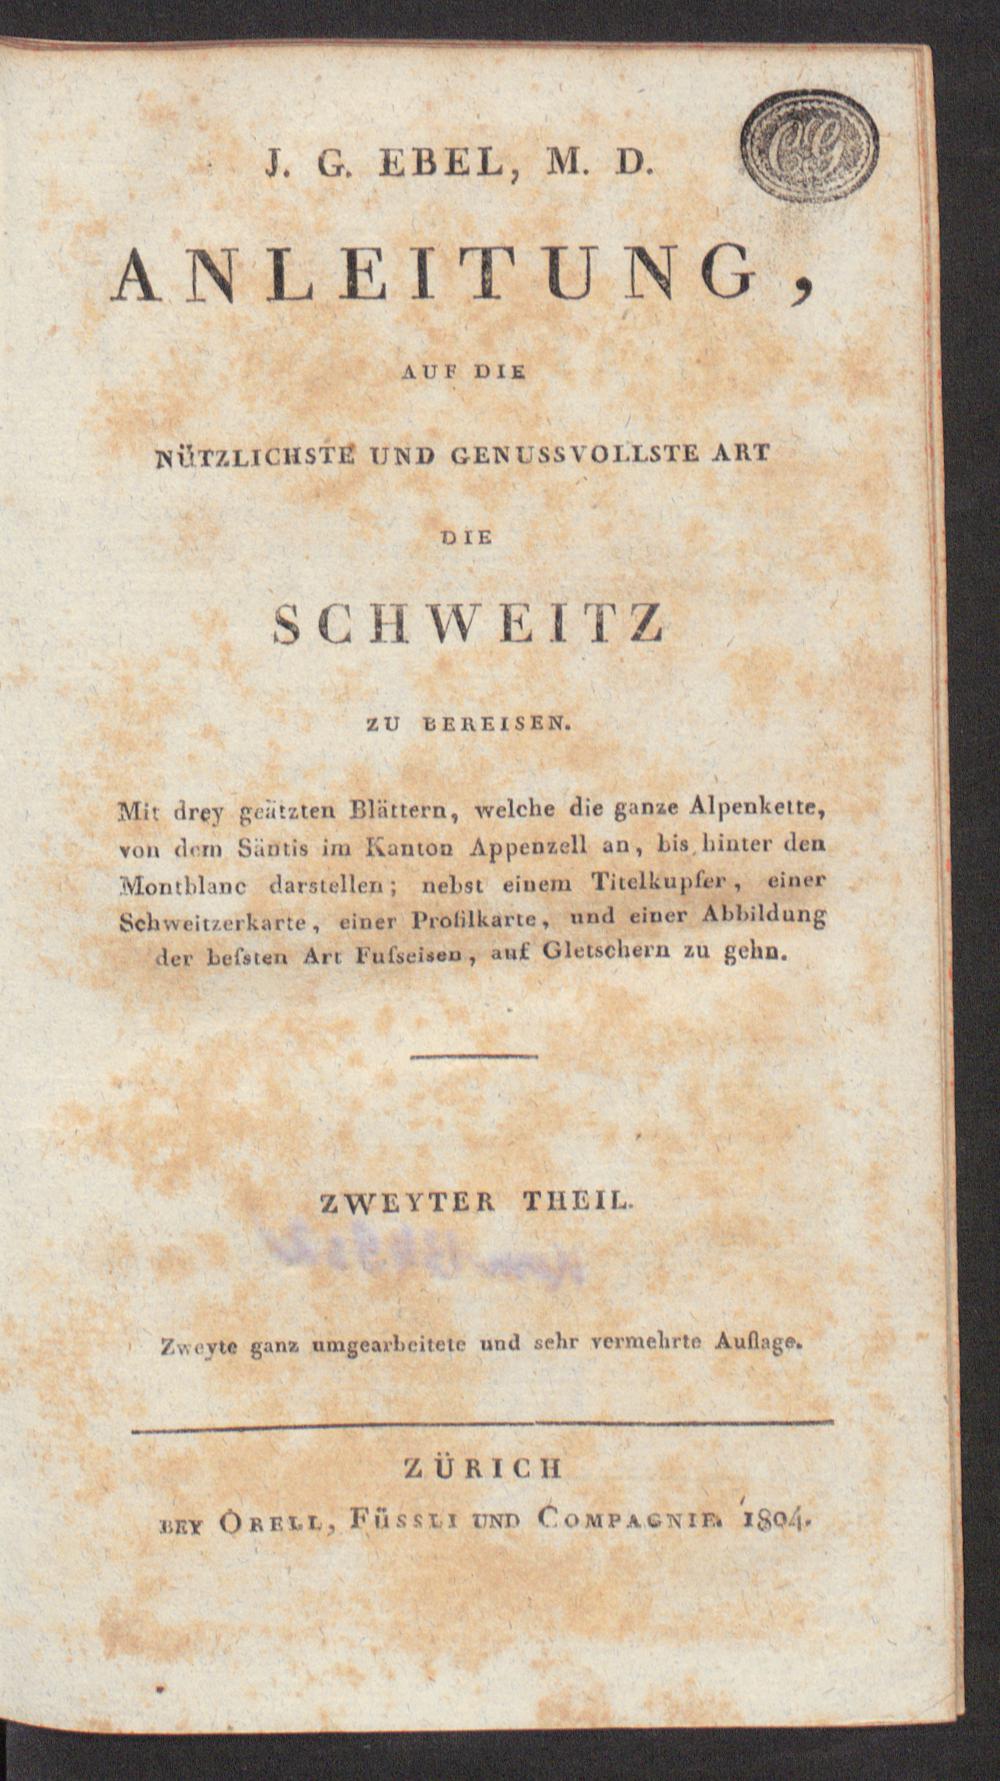 J. G. EBEL, M. D.
ANLEITUNG,
AUF DIE
NÜTZLICHSTE UND GENUSSVOLLSTE ART
DIE
SCHWEITZ
ZU BEREISEN.
Mit drey geätzten Blättern, welche die ganze Alpenkette,
von dem Säntis im Kanton Appenzell an, bis hinter den
Montblanc darstellen; nebst einem Titelkupfer, einer
Schweitzerkarte, einer Profilkarte, und einer Abbildung
der beſsten Art Fuſseisen, auf Gletschern zu gehn.
ZWEYTER THEIL.
Zweyte ganz umgearbeitete und sehr vermehrte Auflage.
ZÜRICH
BEY ORELL, FÜSSLI UND COMPAGNIE. 1804.